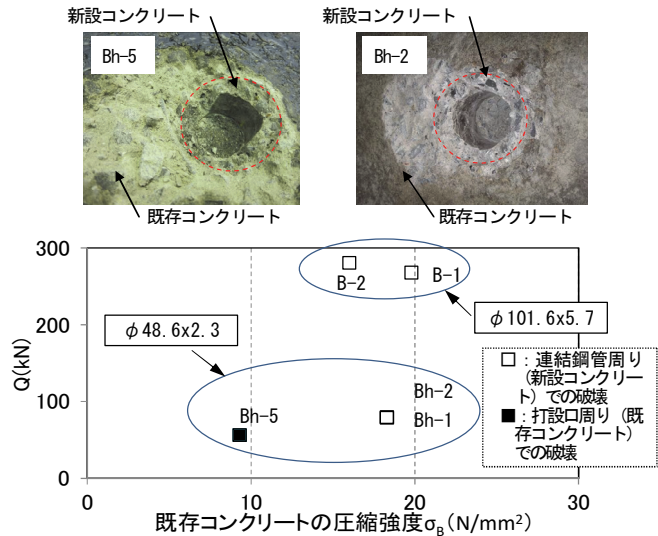 新設コンクリート
新設コンクリート
Bh-5
Bh-2
既存コンクリート
既存コンクリート
300
200
100
0
Q(kN)
B-2
B-1
φ101.6x5.7
φ48.6x2.3
Bh-2
Bh-5
Bh-1
□：連結鋼管周り
(新設コンクリー
ト）での破壊
■：打設口周り（既
存コンクリート）
での破壊
0
10
20
30
既存コンクリートの圧縮強度σB(N/mm²)